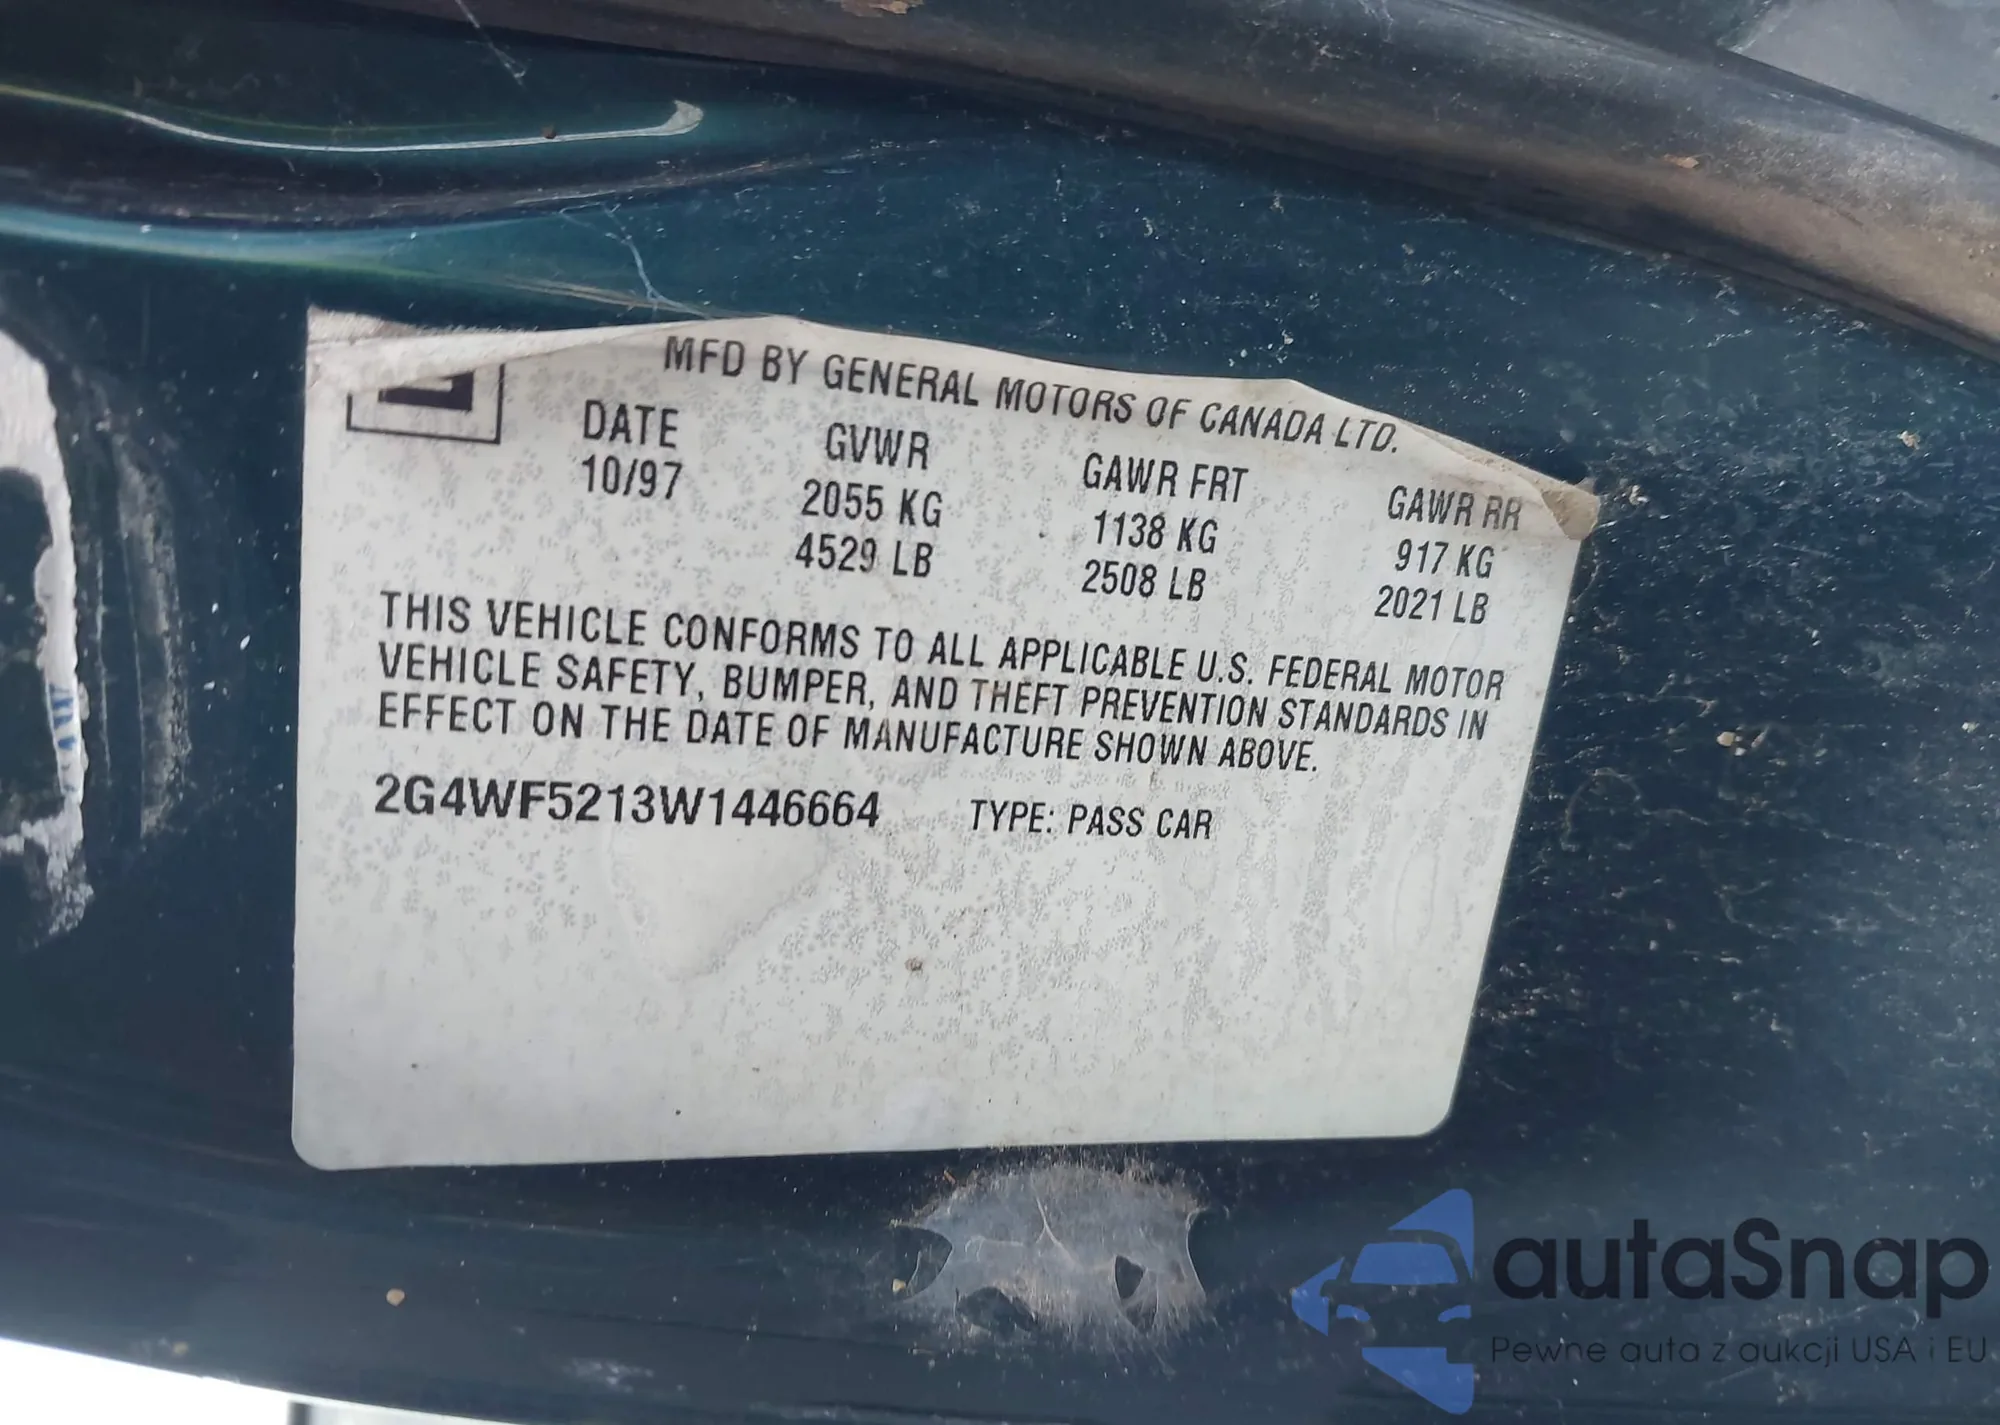 MFD BY GENERAL MOTORS OF CANADA LTD.
DATE GVWR GAWR FRT GAWR RR
10/97 2055 KG 1138 KG 917 KG
4529 LB 2508 LB 2021 LB
THIS VEHICLE CONFORMS TO ALL APPLICABLE U.S. FEDERAL MOTOR
VEHICLE SAFETY, BUMPER, AND THEFT PREVENTION STANDARDS IN
EFFECT ON THE DATE OF MANUFACTURE SHOWN ABOVE.
2G4WF5213W1446664 TYPE: PASS CAR
autaSnap
Pewne auta z aukcji USA i EU